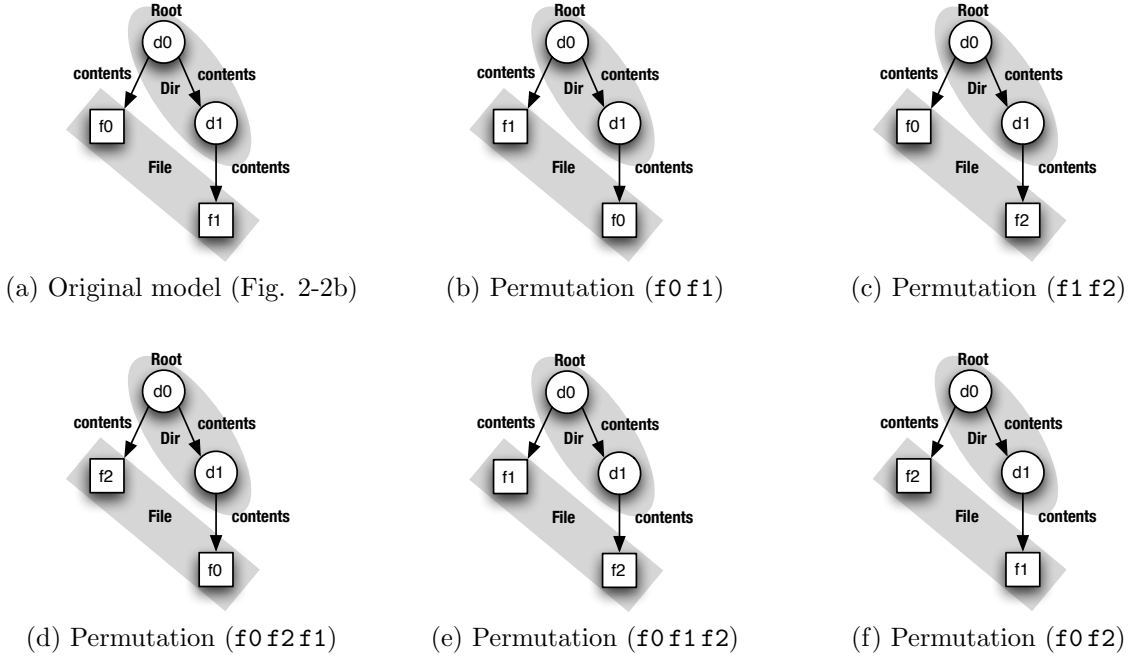 Root
d0
contents
contents
Dir
f0
d1
File
contents
f1
(a) Original model (Fig. 2-2b)
Root
d0
contents
contents
Dir
f1
d1
File
contents
f0
(b) Permutation (f0 f1)
Root
d0
contents
contents
Dir
f0
d1
File
contents
f2
(c) Permutation (f1 f2)
Root
d0
contents
contents
Dir
f2
d1
File
contents
f0
(d) Permutation (f0 f2 f1)
Root
d0
contents
contents
Dir
f1
d1
File
contents
f2
(e) Permutation (f0 f1 f2)
Root
d0
contents
contents
Dir
f2
d1
File
contents
f1
(f) Permutation (f0 f2)